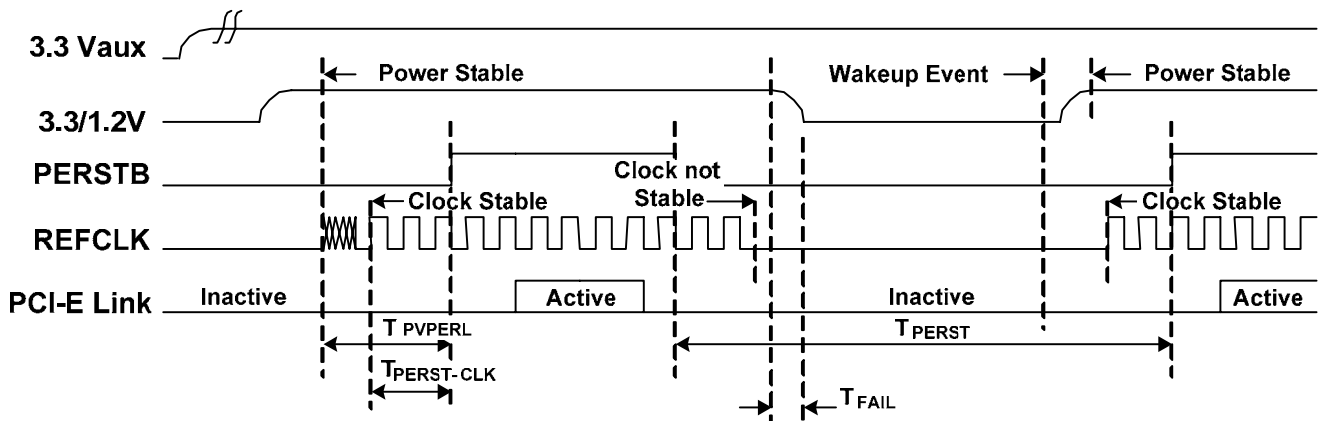 3.3 Vaux
Power Stable
Wakeup Event
Power Stable
3.3/1.2V
PERSTB
Clock not
Stable
Clock Stable
Clock Stable
REFCLK
PCI-E Link
Inactive
Active
Inactive
Active
T PVPERL
TPERST
TPERST-CLK
TFAIL